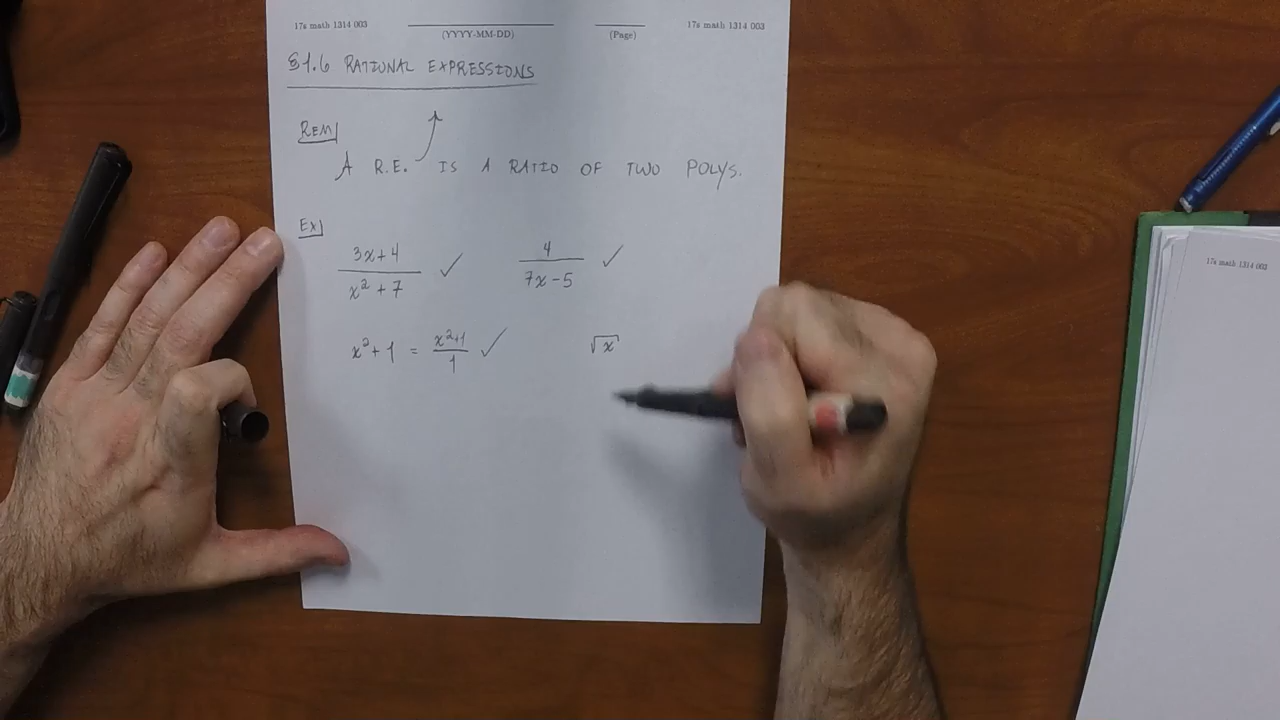 17s math 1314 003 (YYYY-MM-DD) (Page) 17s math 1314 003
§1.6 RATIONAL EXPRESSIONS
REM
A R.E. IS A RATIO OF TWO POLYS.
EX
3x+4 / x²+7 ✓ 4 / 7x-5 ✓
x²+1 = x²+1 / 1 ✓ √x
17s math 1314 003